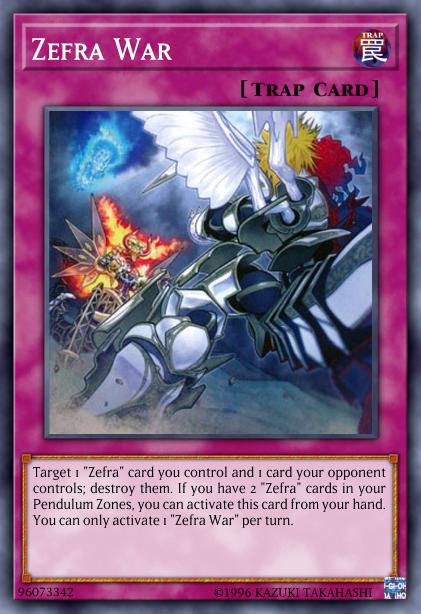 Zefra War
TRAP
罠
[Trap Card]
Target 1 "Zefra" card you control and 1 card your opponent
controls; destroy them. If you have 2 "Zefra" cards in your
Pendulum Zones, you can activate this card from your hand.
You can only activate 1 "Zefra War" per turn.
96073342
©1996 KAZUKI TAKAHASHI